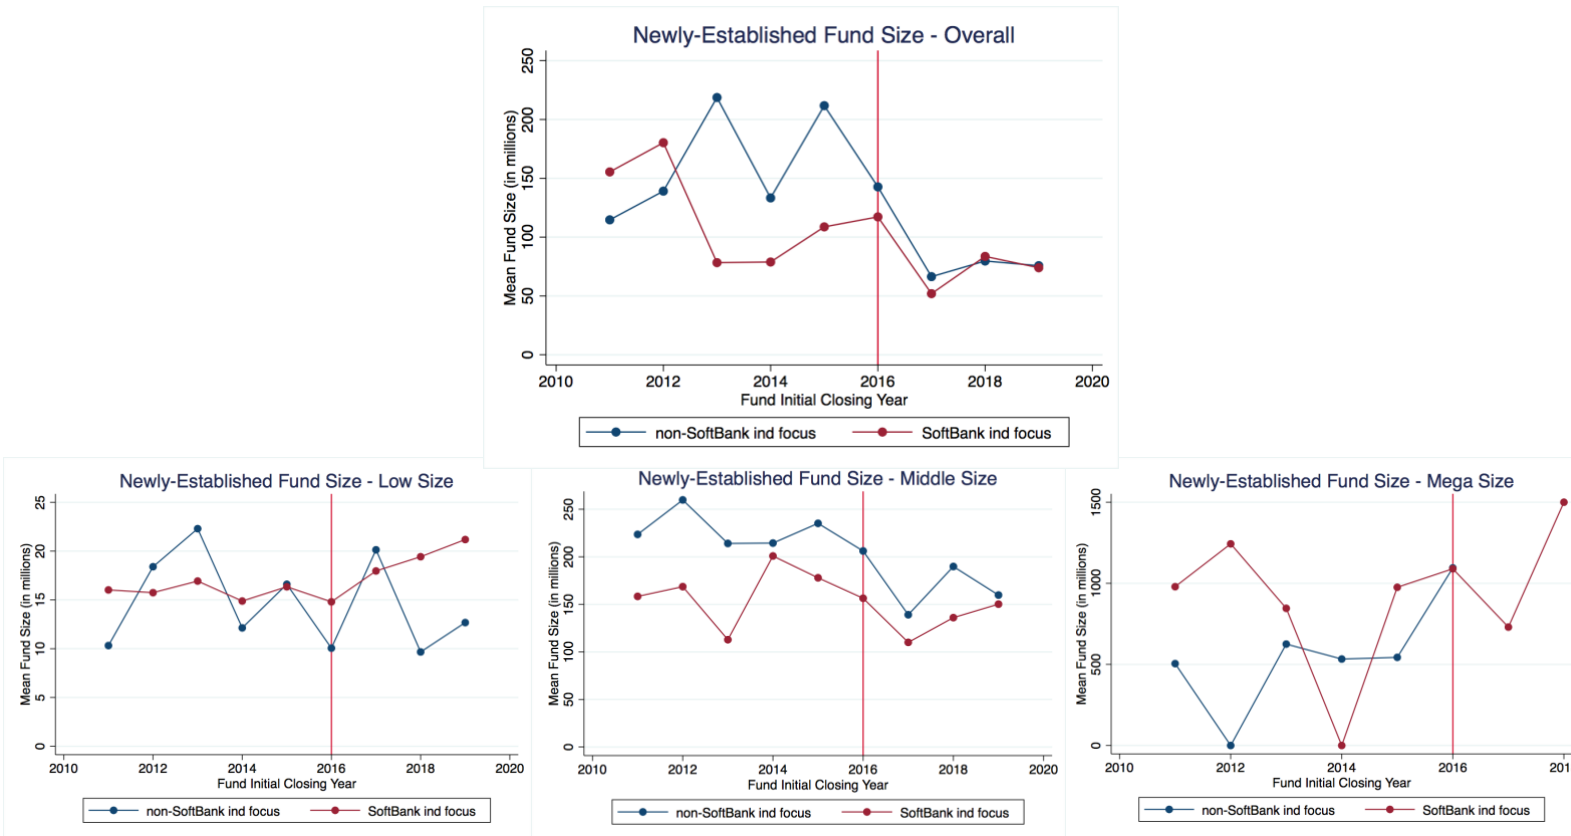 Newly-Established Fund Size - Overall
Mean Fund Size (in millions)
250
200
150
100
50
0
2010 2012 2014 2016 2018 2020
Fund Initial Closing Year
non-SoftBank ind focus SoftBank ind focus
Newly-Established Fund Size - Low Size
Mean Fund Size (in millions)
25
20
15
10
5
0
2010 2012 2014 2016 2018 2020
Fund Initial Closing Year
non-SoftBank ind focus SoftBank ind focus
Newly-Established Fund Size - Middle Size
Mean Fund Size (in millions)
250
200
150
100
50
0
2010 2012 2014 2016 2018 2020
Fund Initial Closing Year
non-SoftBank ind focus SoftBank ind focus
Newly-Established Fund Size - Mega Size
Mean Fund Size (in millions)
1500
1000
500
0
2010 2012 2014 2016 201
Fund Initial Closing Year
non-SoftBank ind focus SoftBank ind focus